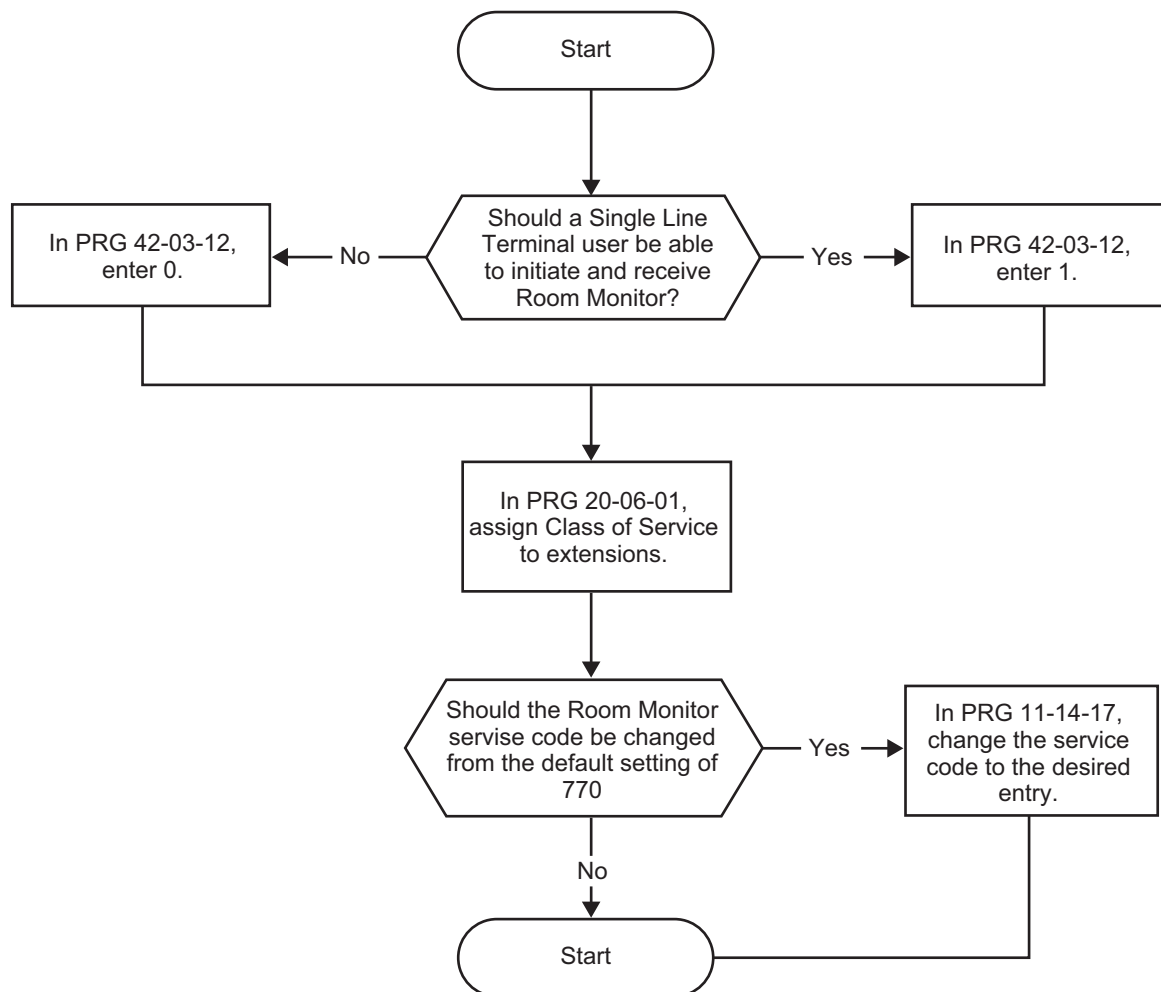 Start
Should a Single Line
Terminal user be able
to initiate and receive
Room Monitor?
No
Yes
In PRG 42-03-12,
enter 0.
In PRG 42-03-12,
enter 1.
In PRG 20-06-01,
assign Class of Service
to extensions.
Should the Room Monitor
servise code be changed
from the default setting of
770
Yes
In PRG 11-14-17,
change the service
code to the desired
entry.
No
Start